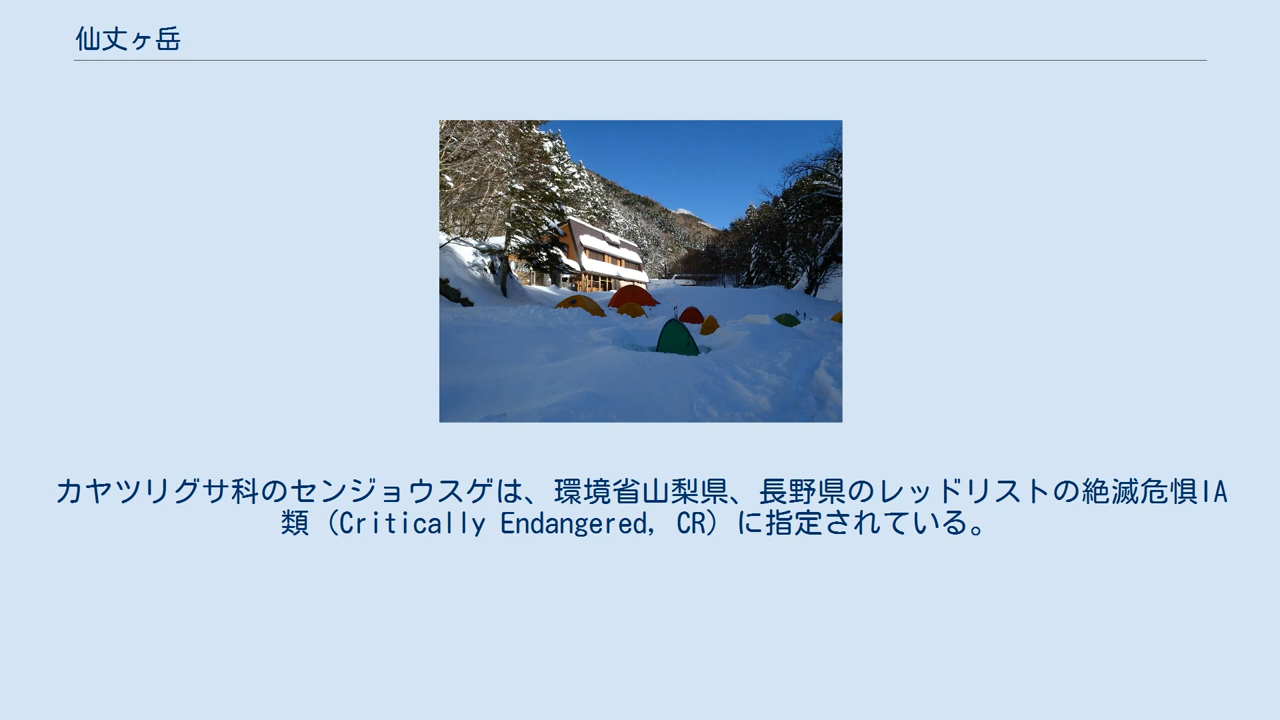 仙丈ヶ岳
カヤツリグサ科のセンジョウスゲは、環境省山梨県、長野県のレッドリストの絶滅危惧IA
類（Critically Endangered, CR）に指定されている。